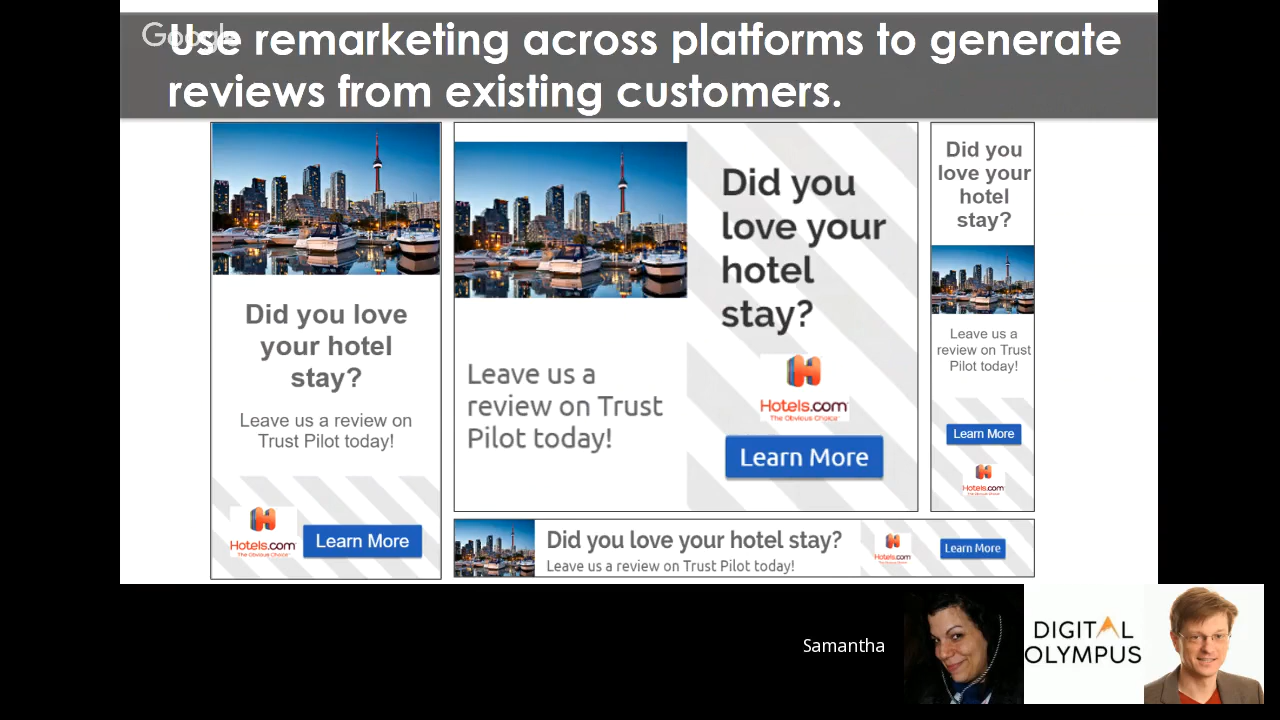 Google
Use remarketing across platforms to generate
reviews from existing customers.
Did you love
your hotel
stay?
Leave us a review on
Trust Pilot today!
Hotels.com
The Obvious Choice
Learn More
Did you
love your
hotel
stay?
Leave us a
review on Trust
Pilot today!
Hotels.com
The Obvious Choice
Learn More
Did you
love your
hotel
stay?
Leave us a
review on Trust
Pilot today!
Learn More
Hotels.com
Did you love your hotel stay?
Leave us a review on Trust Pilot today!
Hotels.com
Learn More
Samantha
DIGITAL
OLYMPUS